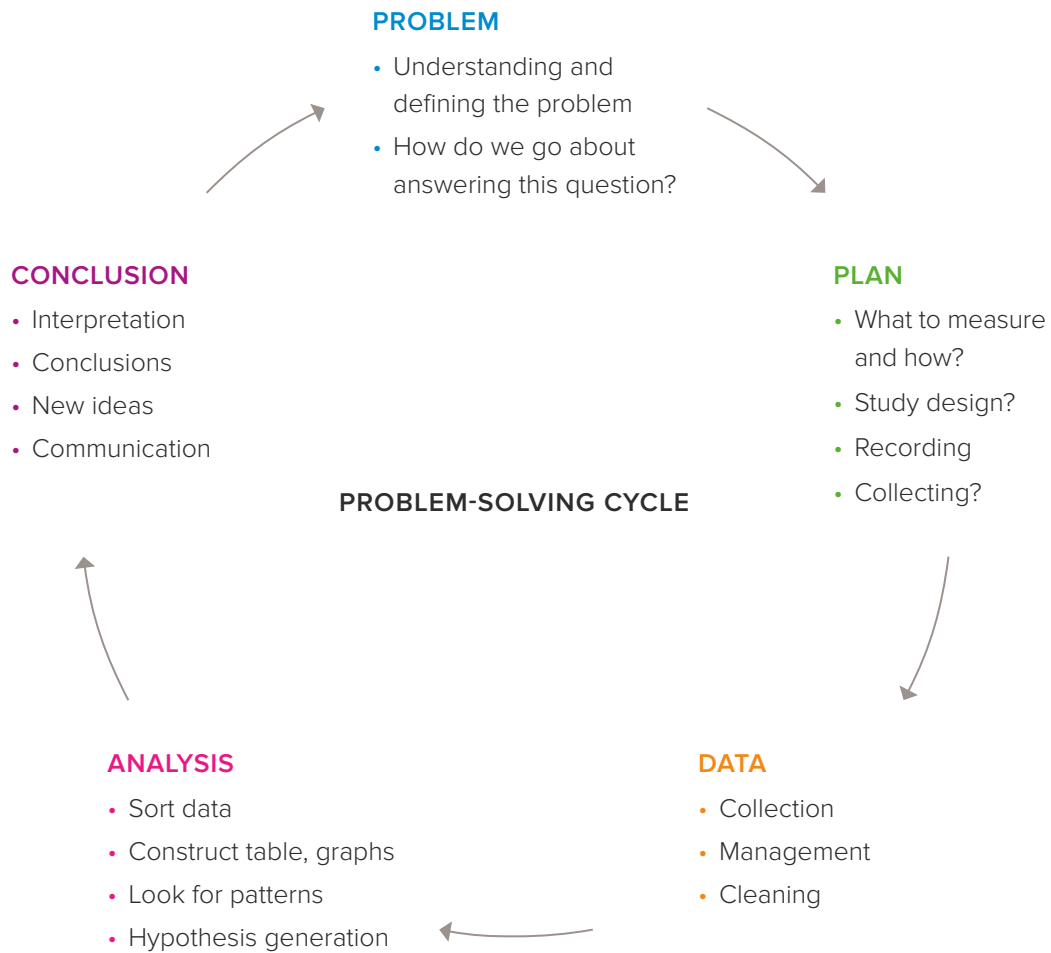 PROBLEM
• Understanding and
defining the problem
• How do we go about
answering this question?
PLAN
• What to measure
and how?
• Study design?
• Recording
• Collecting?
DATA
• Collection
• Management
• Cleaning
ANALYSIS
• Sort data
• Construct table, graphs
• Look for patterns
• Hypothesis generation
CONCLUSION
• Interpretation
• Conclusions
• New ideas
• Communication
PROBLEM-SOLVING CYCLE